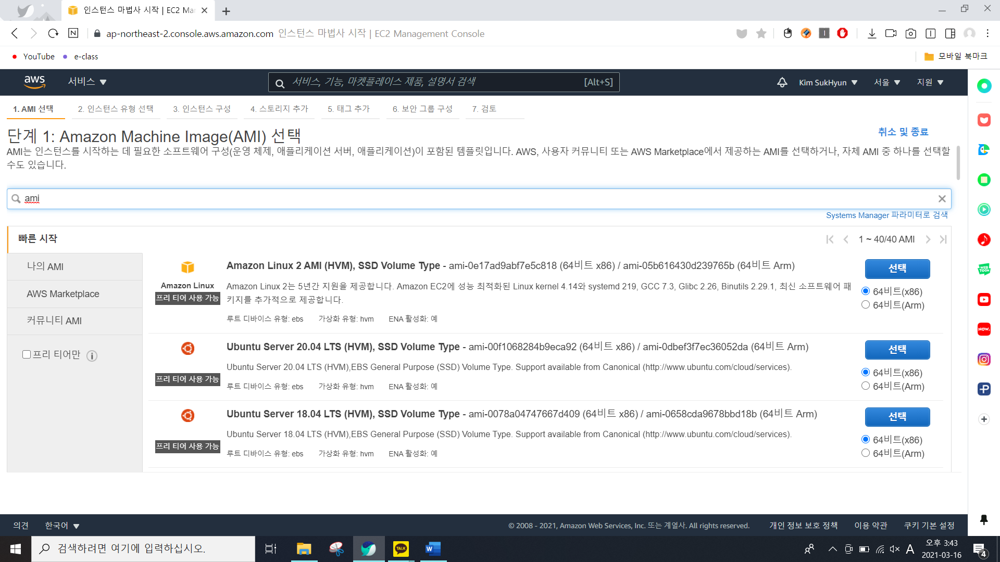 인스턴스 마법사 시작 | EC2 Mar
ap-northeast-2.console.aws.amazon.com 인스턴스 마법사 시작 | EC2 Management Console
YouTube e-class 모바일 북마크
aws 서비스 서비스, 기능, 마켓플레이스 제품, 설명서 검색 [Alt+S] Kim SukHyun 서울 지원
1. AMI 선택 2. 인스턴스 유형 선택 3. 인스턴스 구성 4. 스토리지 추가 5. 태그 추가 6. 보안 그룹 구성 7. 검토
단계 1: Amazon Machine Image(AMI) 선택 취소 및 종료
AMI는 인스턴스를 시작하는 데 필요한 소프트웨어 구성(운영 체제, 애플리케이션 서버, 애플리케이션)이 포함된 템플릿입니다. AWS, 사용자 커뮤니티 또는 AWS Marketplace에서 제공하는 AMI를 선택하거나, 자체 AMI 중 하나를 선택할
수도 있습니다.
ami
Systems Manager 파라미터로 검색
빠른 시작 1 ~ 40/40 AMI
나의 AMI
AWS Marketplace
커뮤니티 AMI
프리 티어만
Amazon Linux 2 AMI (HVM), SSD Volume Type - ami-0e17ad9abf7e5c818 (64비트 x86) / ami-05b616430d239765b (64비트 Arm) 선택
Amazon Linux
프리 티어 사용 가능
Amazon Linux 2는 5년간 지원을 제공합니다. Amazon EC2에 성능 최적화된 Linux kernel 4.14와 systemd 219, GCC 7.3, Glibc 2.26, Binutils 2.29.1, 최신 소프트웨어 패
키지를 추가적으로 제공합니다.
64비트(x86)
64비트(Arm)
루트 디바이스 유형: ebs 가상화 유형: hvm ENA 활성화: 예
Ubuntu Server 20.04 LTS (HVM), SSD Volume Type - ami-00f1068284b9eca92 (64비트 x86) / ami-0dbef3f7ec36052da (64비트 Arm) 선택
Ubuntu Server 20.04 LTS (HVM),EBS General Purpose (SSD) Volume Type. Support available from Canonical (http://www.ubuntu.com/cloud/services).
64비트(x86)
64비트(Arm)
프리 티어 사용 가능
루트 디바이스 유형: ebs 가상화 유형: hvm ENA 활성화: 예
Ubuntu Server 18.04 LTS (HVM), SSD Volume Type - ami-0078a04747667d409 (64비트 x86) / ami-0658cda9678bbd18b (64비트 Arm) 선택
Ubuntu Server 18.04 LTS (HVM),EBS General Purpose (SSD) Volume Type. Support available from Canonical (http://www.ubuntu.com/cloud/services).
64비트(x86)
64비트(Arm)
프리 티어 사용 가능
루트 디바이스 유형: ebs 가상화 유형: hvm ENA 활성화: 예
WEB
TOON
NOW.
의견 한국어 © 2008 - 2021, Amazon Web Services, Inc. 또는 계열사. All rights reserved. 개인 정보 보호 정책 이용 약관 쿠키 기본 설정
검색하려면 여기에 입력하십시오. TALK W A 오후 3:43
2021-03-16 4